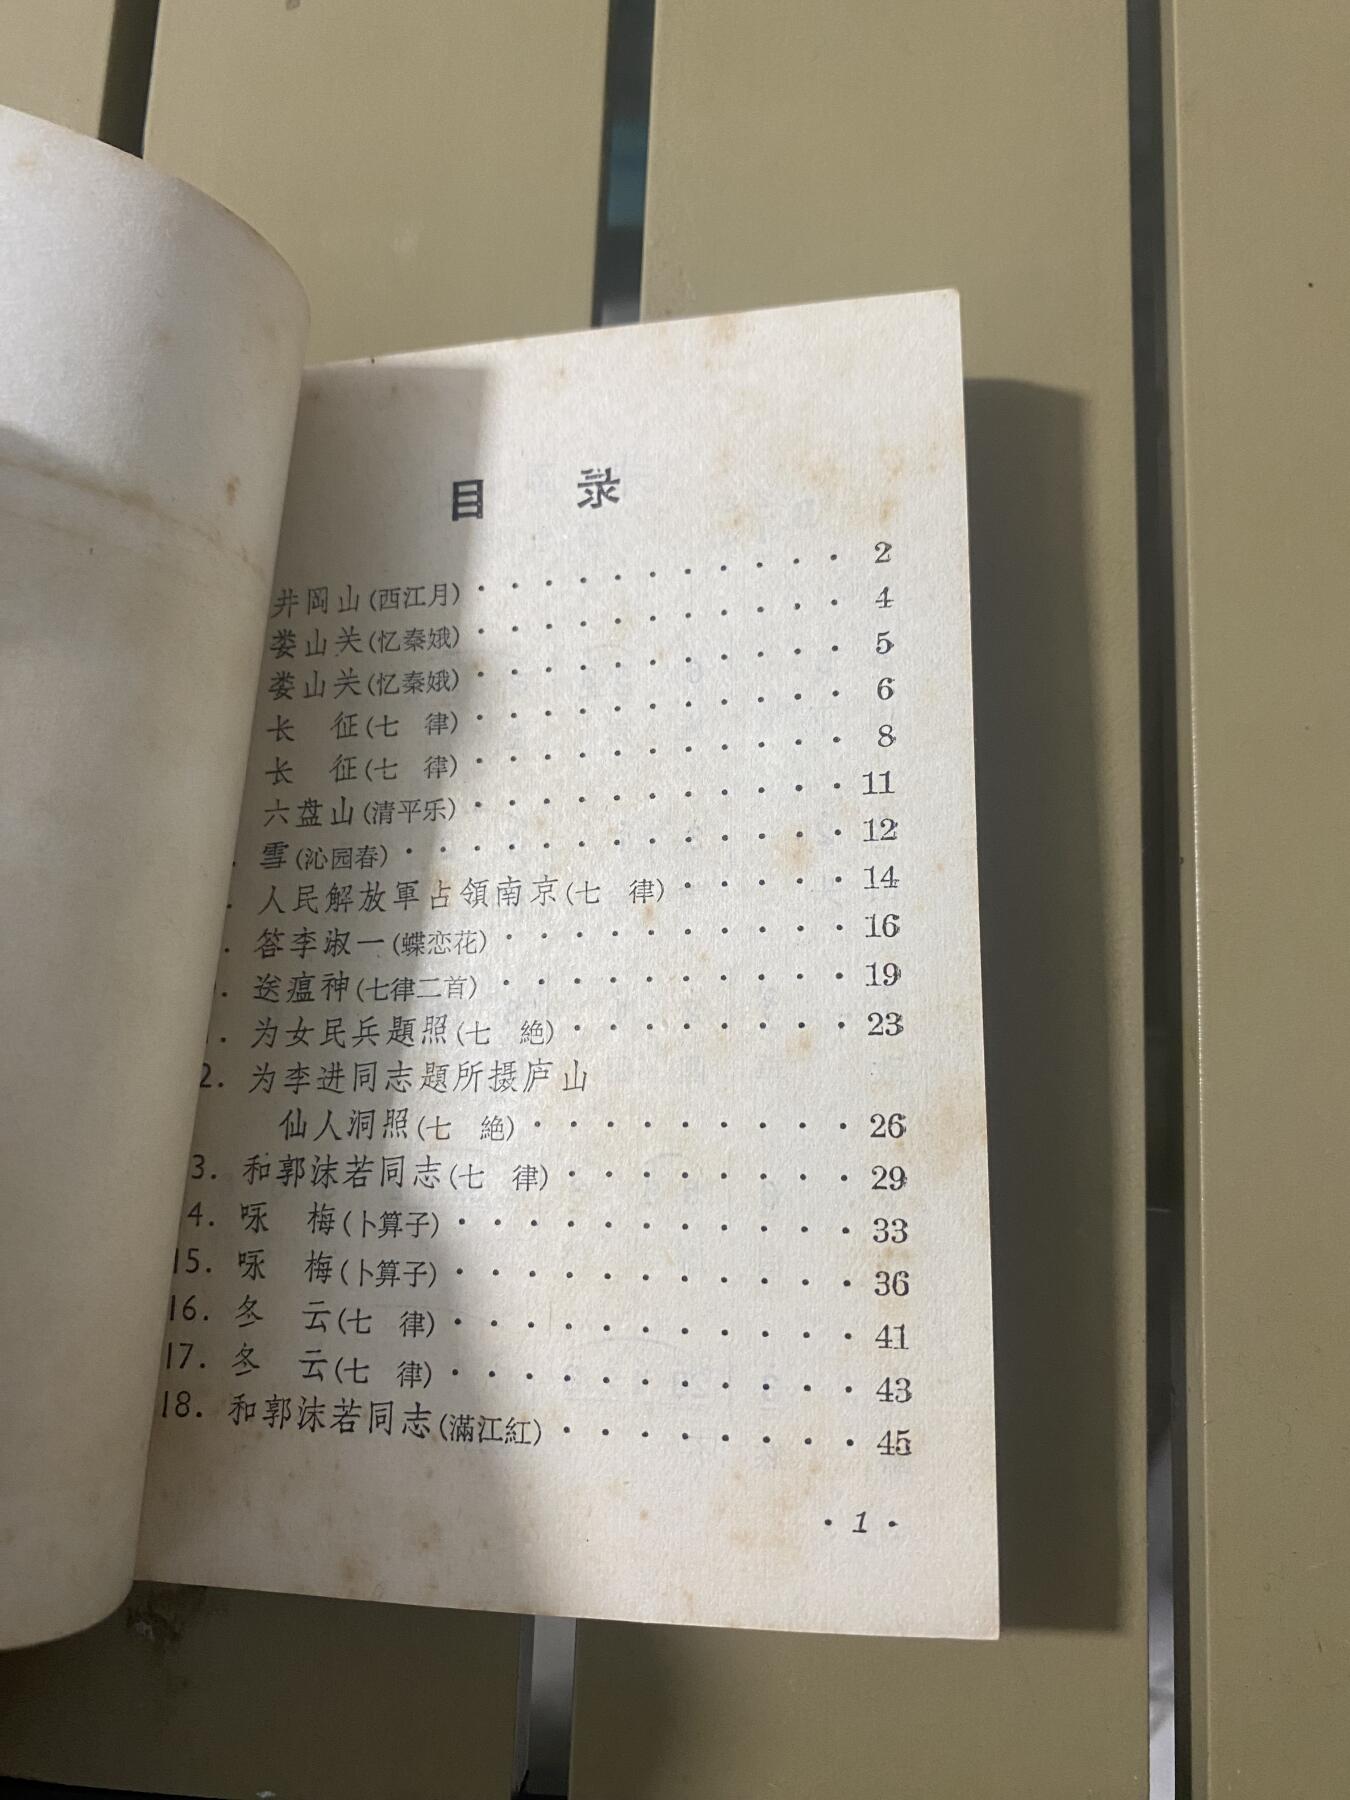 目 录
井岡山(西江月) · · · · · · · · · · · 2
娄山关(忆秦娥) · · · · · · · · · · · 4
娄山关(忆秦娥) · · · · · · · · · · · 5
长 征(七 律) · · · · · · · · · · · 6
长 征(七 律) · · · · · · · · · · · 8
六盘山(清平乐) · · · · · · · · · · · 11
. 雪(沁园春) · · · · · · · · · · · · · 12
. 人民解放軍占領南京(七 律) · · · · · 14
. 答李淑一(蝶恋花) · · · · · · · · · · 16
. 送瘟神(七律二首) · · · · · · · · · · 19
1. 为女民兵題照(七 絶) · · · · · · · · 23
2. 为李进同志題所摄庐山
仙人洞照(七 絶) · · · · · · · · · 26
3. 和郭沫若同志(七 律) · · · · · · · · 29
4. 咏 梅(卜算子) · · · · · · · · · · · 33
15. 咏 梅(卜算子) · · · · · · · · · · · 36
16. 冬 云(七 律) · · · · · · · · · · · 41
17. 冬 云(七 律) · · · · · · · · · · · 43
18. 和郭沫若同志(滿江紅) · · · · · · · · 45
· 1 ·